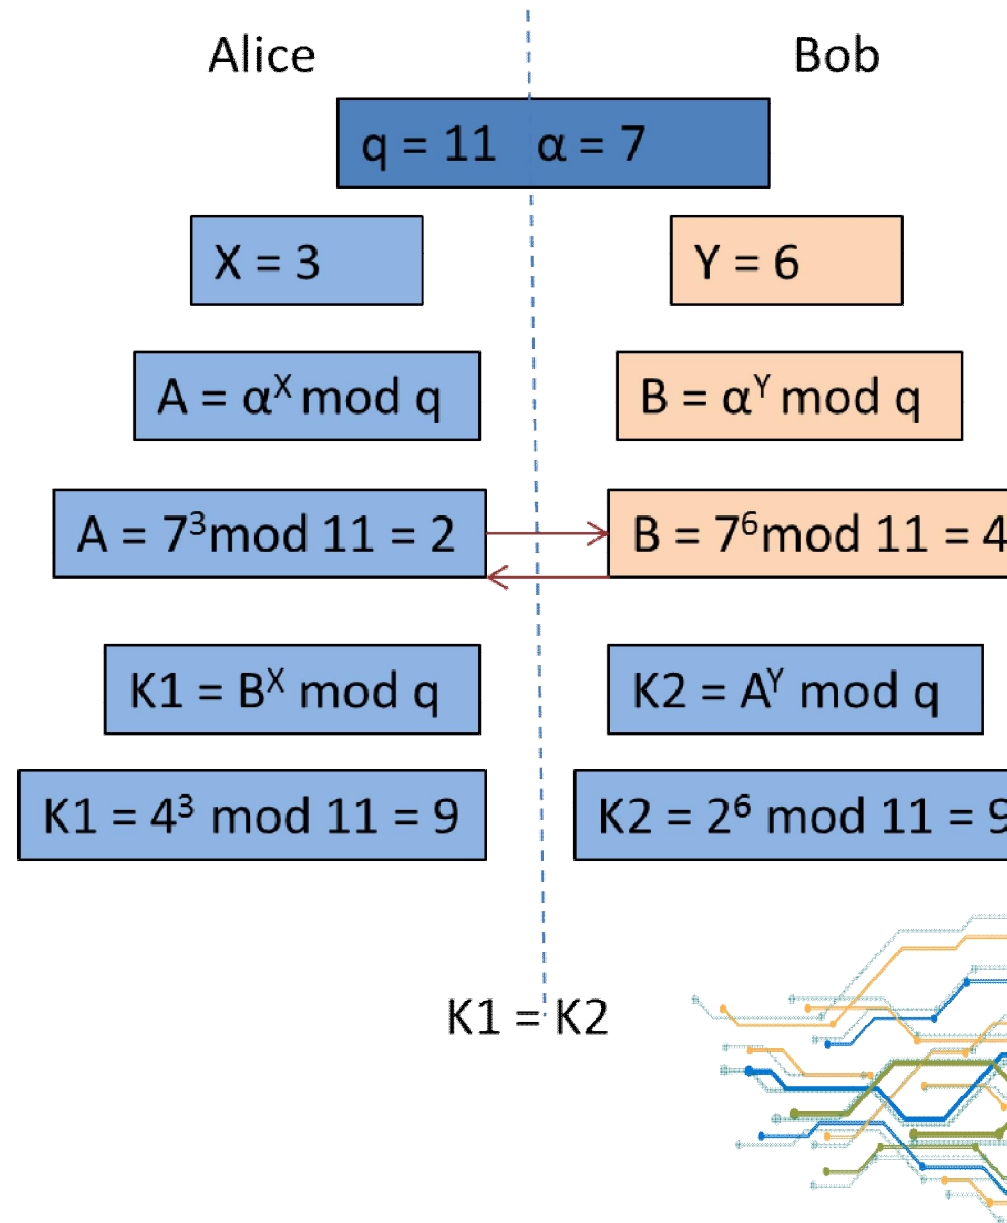 Alice
Bob
q = 11 α = 7
X = 3
Y = 6
A = αˣ mod q
B = αʸ mod q
A = 7³mod 11 = 2
B = 7⁶mod 11 = 4
K1 = Bˣ mod q
K2 = Aʸ mod q
K1 = 4³ mod 11 = 9
K2 = 2⁶ mod 11 = 9
K1 = K2